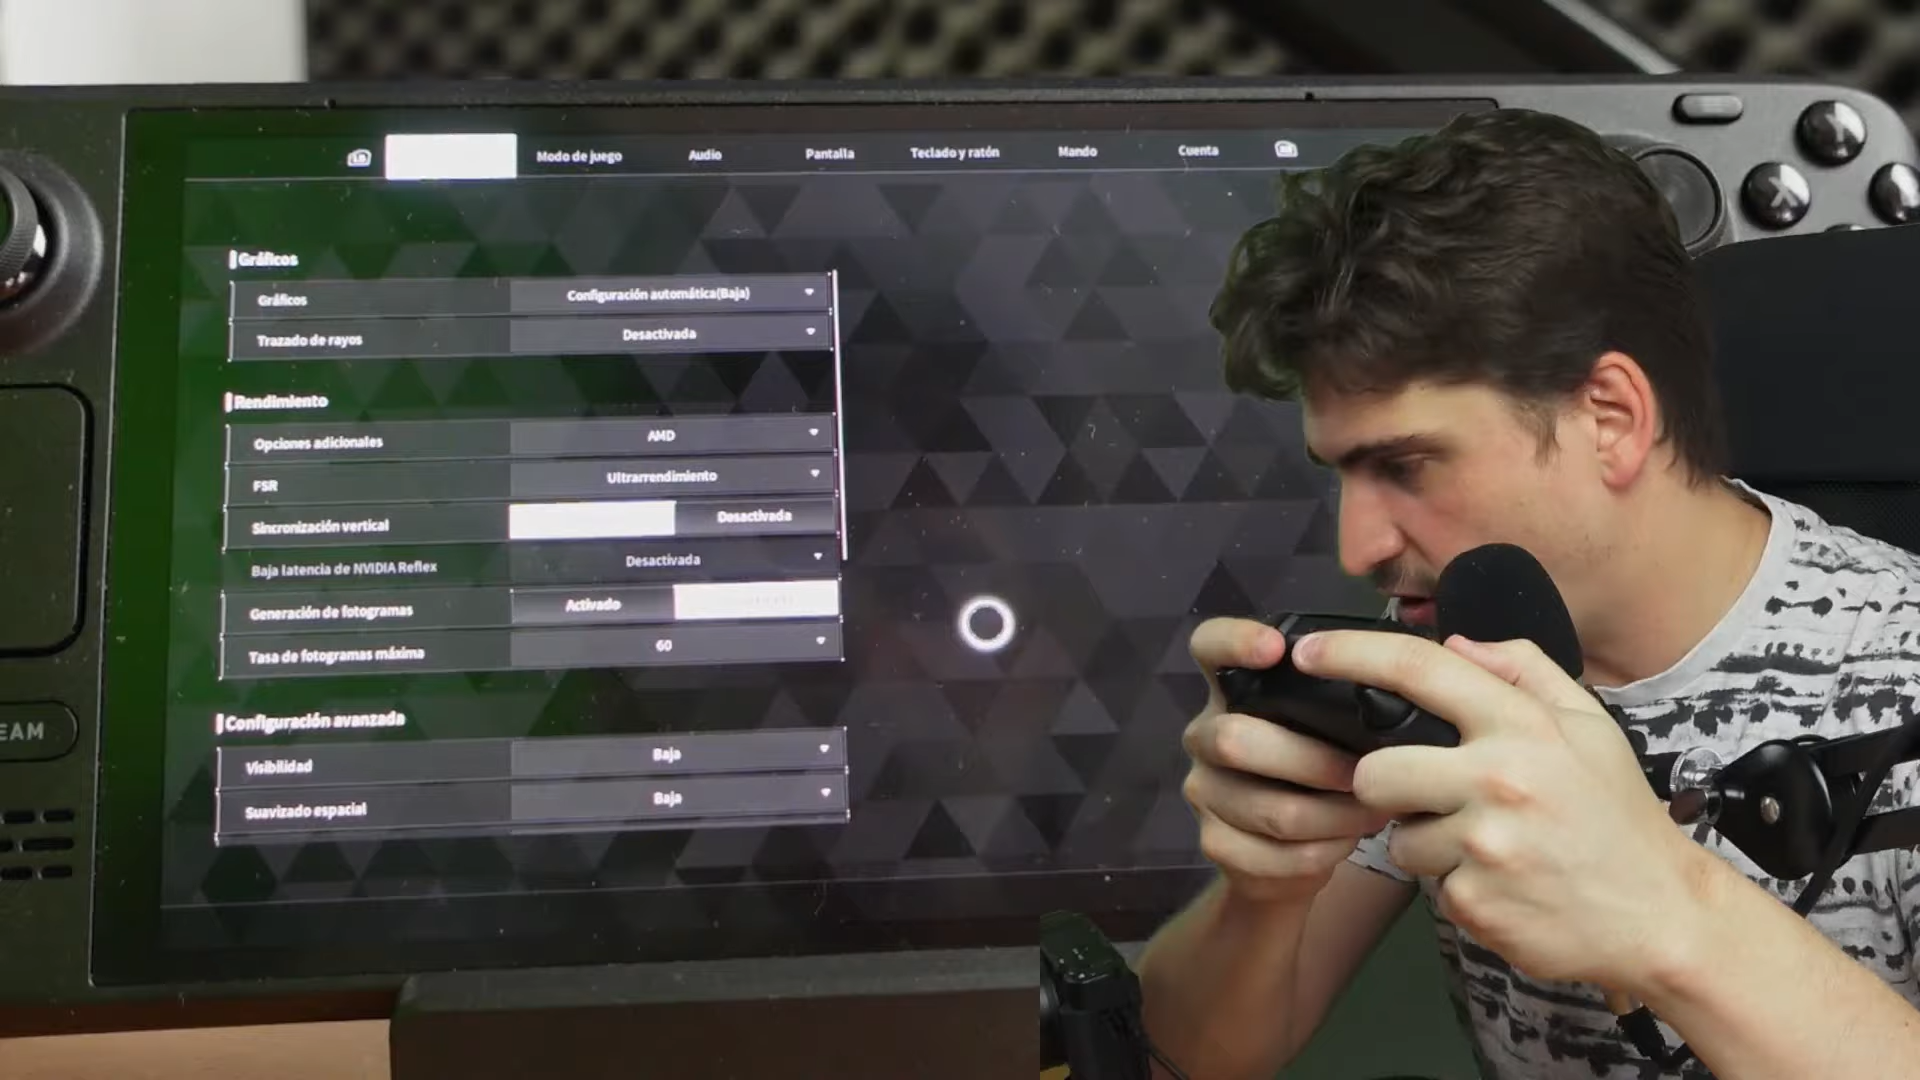 LB
Modo de juego
Audio
Pantalla
Teclado y ratón
Mando
Cuenta
Gráficos
Gráficos
Configuración automática(Baja)
Trazado de rayos
Desactivada
Rendimiento
Opciones adicionales
AMD
FSR
Ultrarrendimiento
Sincronización vertical
Desactivada
Baja latencia de NVIDIA Reflex
Desactivada
Generación de fotogramas
Activado
Tasa de fotogramas máxima
60
Configuración avanzada
Visibilidad
Baja
Suavizado espacial
Baja
EAM
Y
X